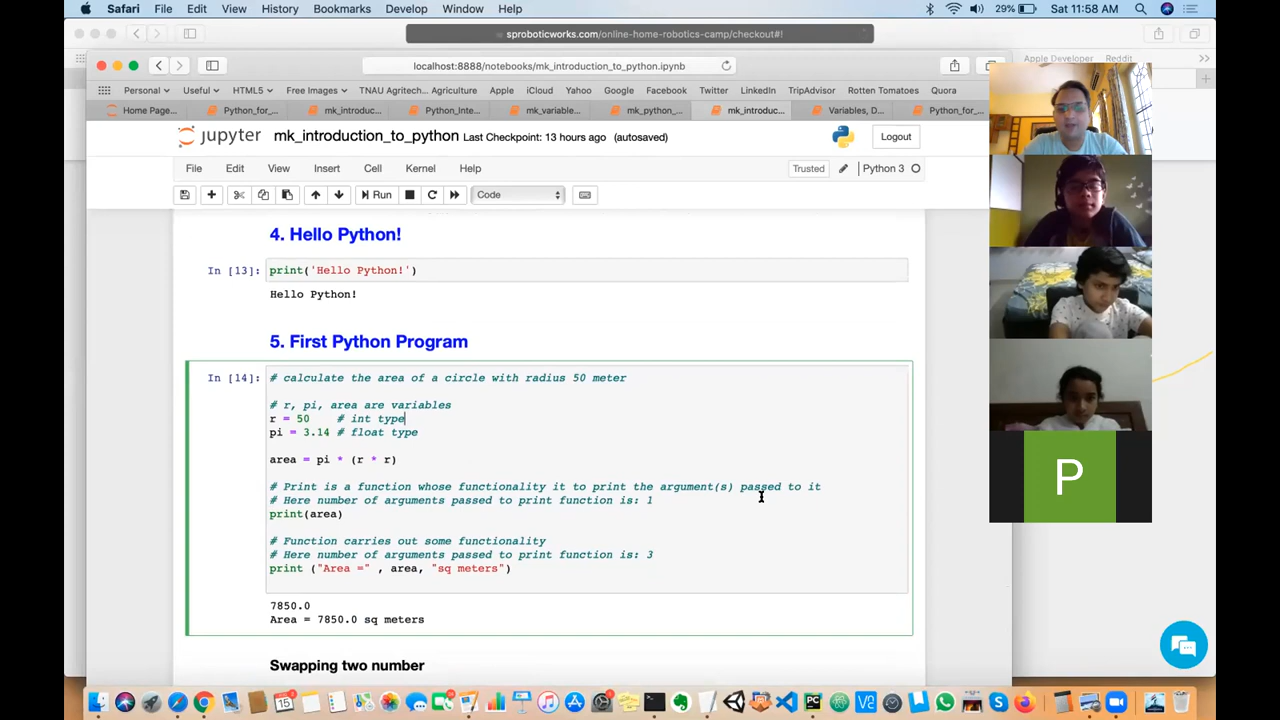 Safari File Edit View History Bookmarks Develop Window Help 29% Sat 11:58 AM
sproboticworks.com/online-home-robotics-camp/checkout#!
localhost:8888/notebooks/mk_introduction_to_python.ipynb
Apple Developer Reddit
Personal Useful HTML5 Free Images TNAU Agritech... Agriculture Apple iCloud Yahoo Google Facebook Twitter LinkedIn TripAdvisor Rotten Tomatoes Quora
Home Page... Python_for_... mk_introduc... Python_Inte... mk_variable... mk_python_... mk_introduc... Variables, D... Python_for_...
jupyter mk_introduction_to_python Last Checkpoint: 13 hours ago (autosaved) Logout
File Edit View Insert Cell Kernel Help Trusted Python 3
Run Code
4. Hello Python!
In [13]: print('Hello Python!')
Hello Python!
5. First Python Program
In [14]: # calculate the area of a circle with radius 50 meter
# r, pi, area are variables
r = 50 # int type
pi = 3.14 # float type
area = pi * (r * r)
# Print is a function whose functionality it to print the argument(s) passed to it
# Here number of arguments passed to print function is: 1
print(area)
# Function carries out some functionality
# Here number of arguments passed to print function is: 3
print ("Area =" , area, "sq meters")
7850.0
Area = 7850.0 sq meters
Swapping two number
P